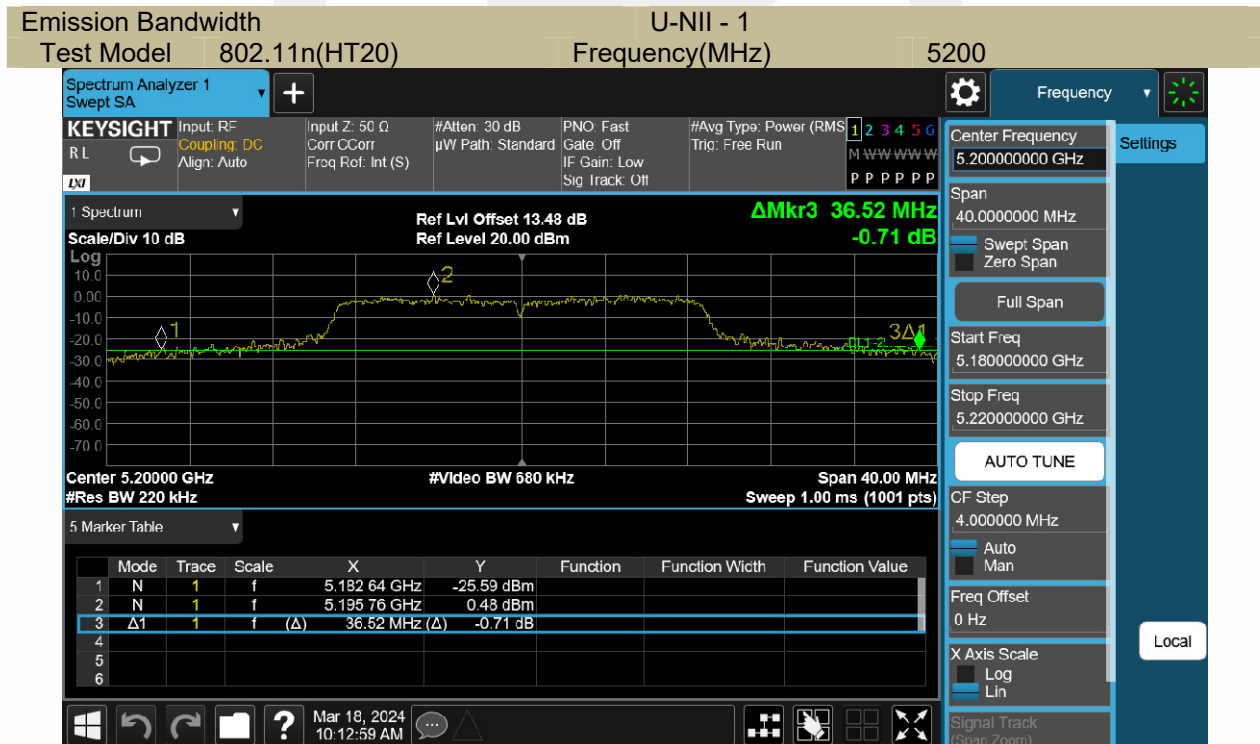 Emission Bandwidth U-NII - 1
Test Model 802.11n(HT20) Frequency(MHz) 5200
Spectrum Analyzer 1
Swept SA
+
Frequency
KEYSIGHT
RL
LXI
Input: RF
Coupling: DC
Align: Auto
Input Z: 50 Ω
Corr CCorr
Freq Ref: Int (S)
#Atten: 30 dB
µW Path: Standard
PNO: Fast
Gate: Off
IF Gain: Low
Sig Track: Off
#Avg Type: Power (RMS
Trig: Free Run
1 2 3 4 5 6
M W W W W W
P P P P P P
1 Spectrum
Scale/Div 10 dB
Ref Lvl Offset 13.48 dB
Ref Level 20.00 dBm
ΔMkr3 36.52 MHz
-0.71 dB
Log
10.0
0.00
-10.0
-20.0
-30.0
-40.0
-50.0
-60.0
-70.0
1
2
3Δ1
Center 5.20000 GHz
#Res BW 220 kHz
#Video BW 680 kHz
Span 40.00 MHz
Sweep 1.00 ms (1001 pts)
5 Marker Table
Mode Trace Scale X Y Function Function Width Function Value
1 N 1 f 5.182 64 GHz -25.59 dBm
2 N 1 f 5.195 76 GHz 0.48 dBm
3 Δ1 1 f (Δ) 36.52 MHz (Δ) -0.71 dB
4
5
6
Mar 18, 2024
10:12:59 AM
?
Center Frequency
5.200000000 GHz
Settings
Span
40.0000000 MHz
Swept Span
Zero Span
Full Span
Start Freq
5.180000000 GHz
Stop Freq
5.220000000 GHz
AUTO TUNE
CF Step
4.000000 MHz
Auto
Man
Freq Offset
0 Hz
Local
X Axis Scale
Log
Lin
Signal Track
(Span Zoom)